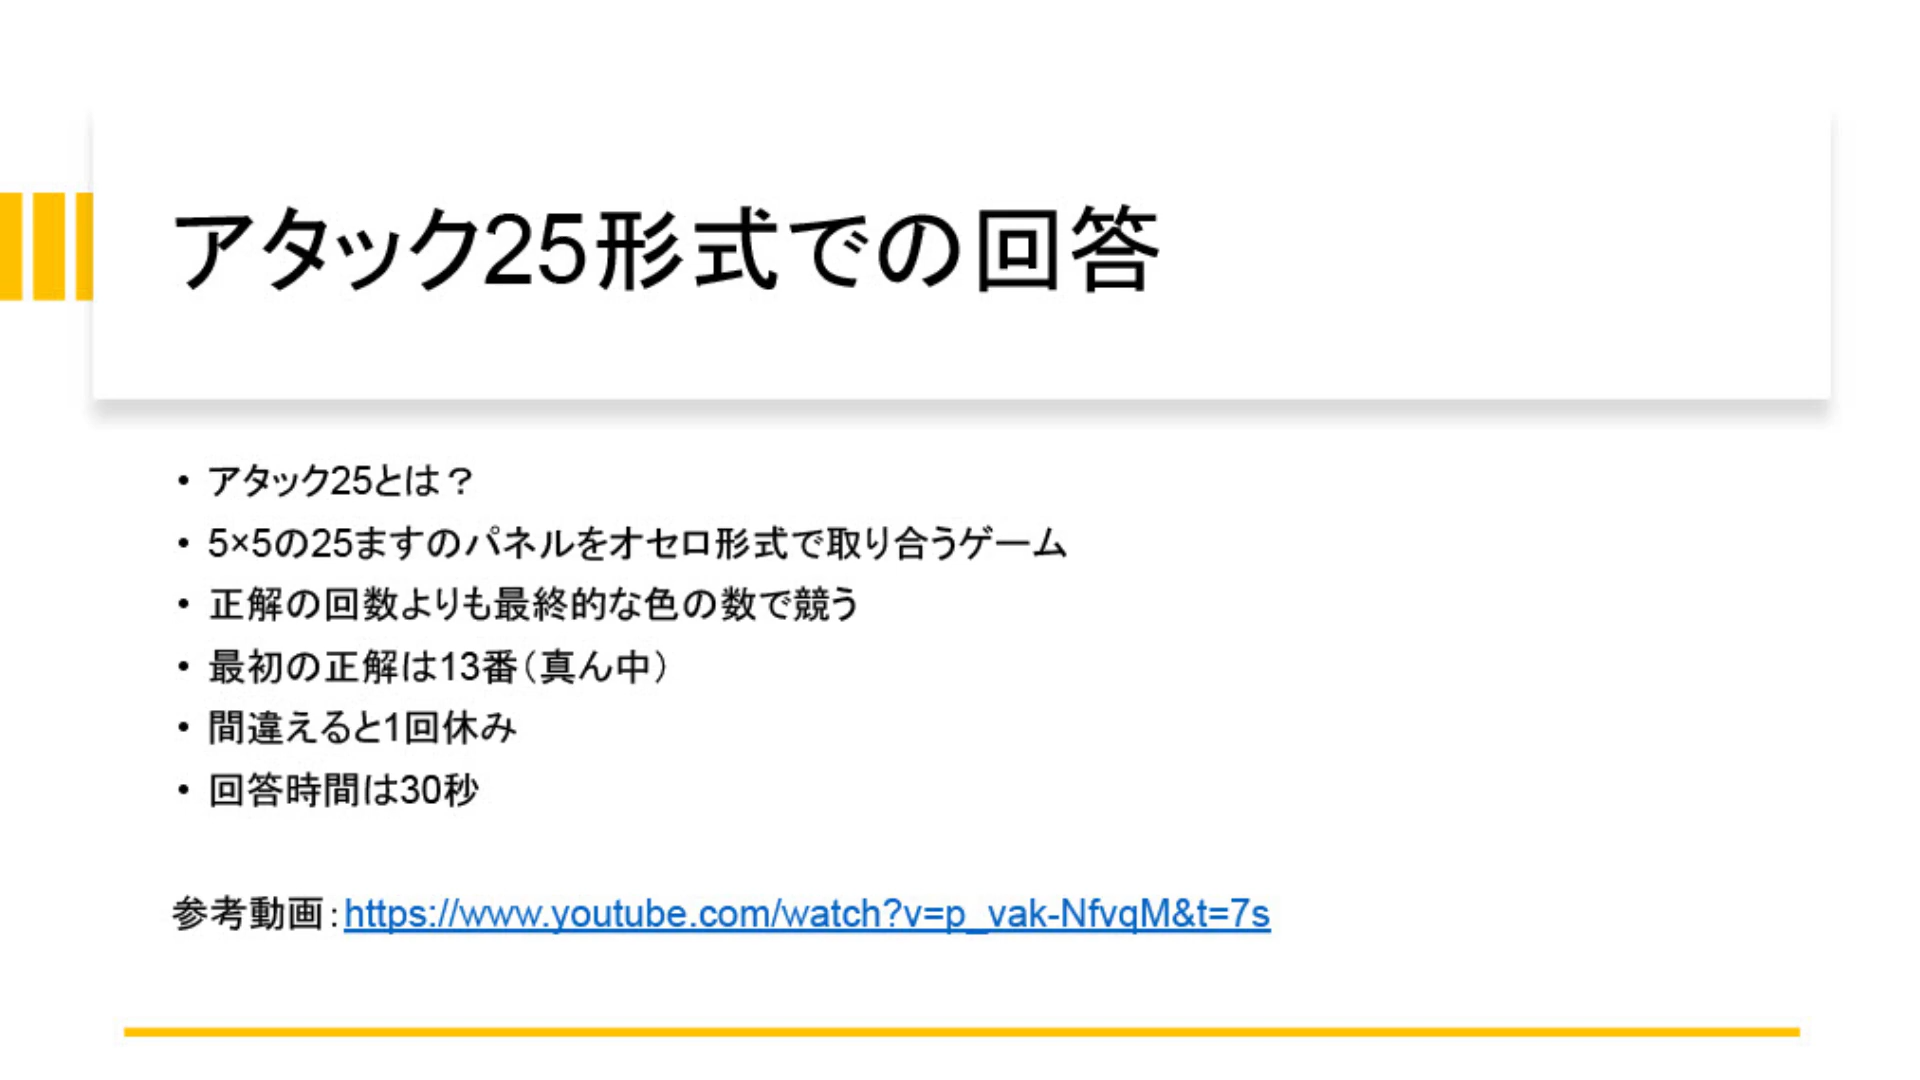 アタック25形式での回答
• アタック25とは？
• 5×5の25ますのパネルをオセロ形式で取り合うゲーム
• 正解の回数よりも最終的な色の数で競う
• 最初の正解は13番（真ん中）
• 間違えると1回休み
• 回答時間は30秒
参考動画：https://www.youtube.com/watch?v=p_vak-NfvqM&t=7s